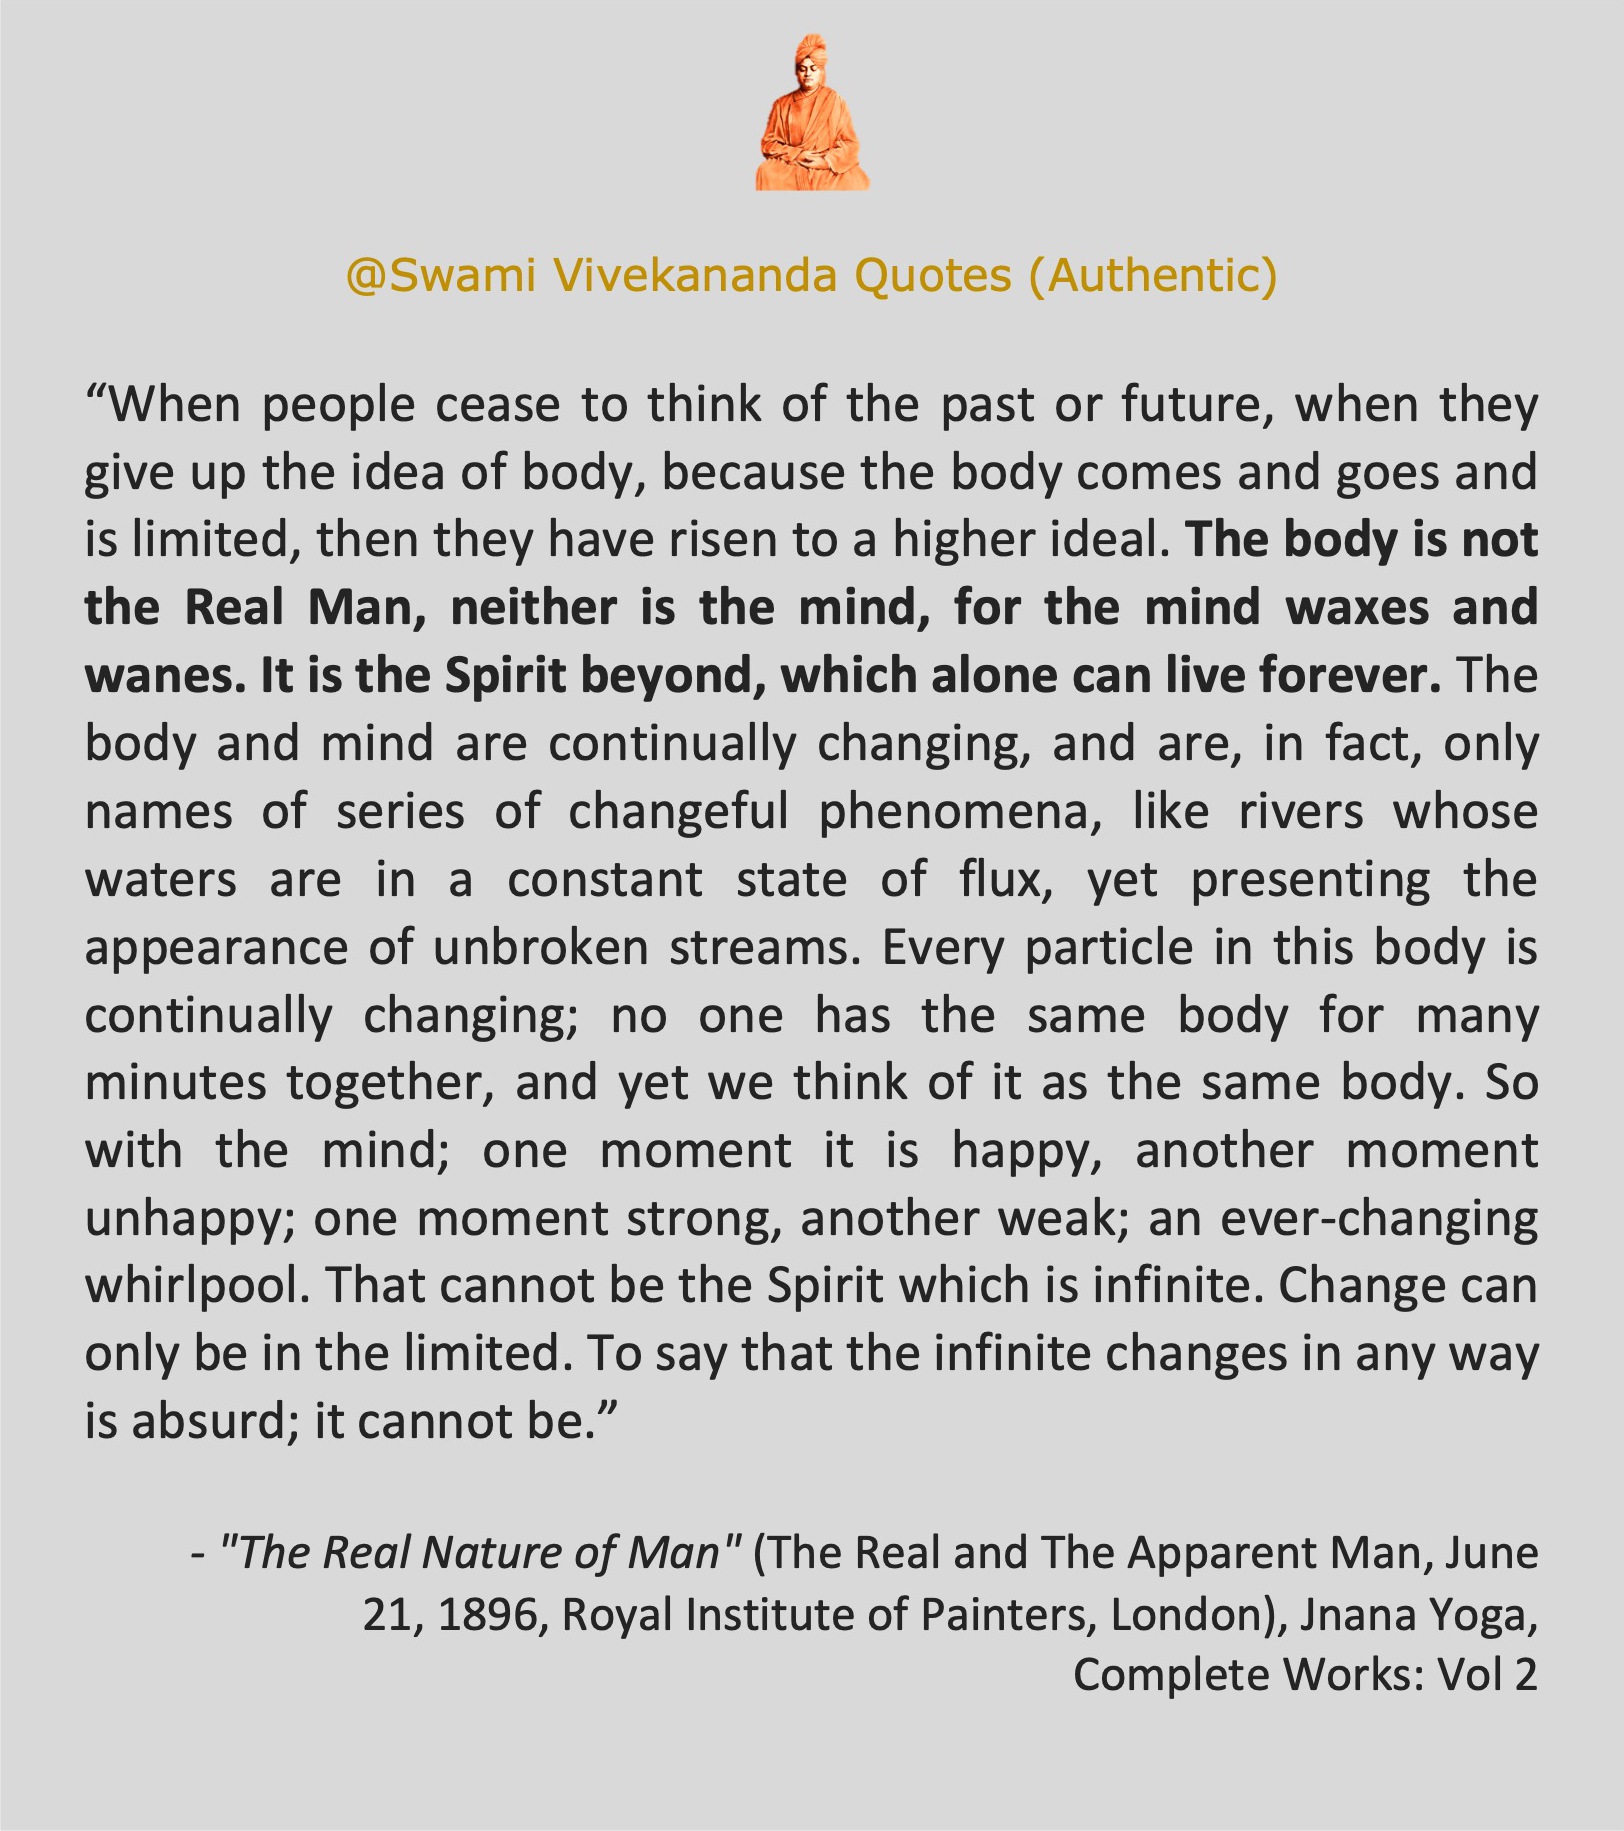 @Swami Vivekananda Quotes (Authentic)
“When people cease to think of the past or future, when they
give up the idea of body, because the body comes and goes and
is limited, then they have risen to a higher ideal. The body is not
the Real Man, neither is the mind, for the mind waxes and
wanes. It is the Spirit beyond, which alone can live forever. The
body and mind are continually changing, and are, in fact, only
names of series of changeful phenomena, like rivers whose
waters are in a constant state of flux, yet presenting the
appearance of unbroken streams. Every particle in this body is
continually changing; no one has the same body for many
minutes together, and yet we think of it as the same body. So
with the mind; one moment it is happy, another moment
unhappy; one moment strong, another weak; an ever-changing
whirlpool. That cannot be the Spirit which is infinite. Change can
only be in the limited. To say that the infinite changes in any way
is absurd; it cannot be.”
- "The Real Nature of Man" (The Real and The Apparent Man, June
21, 1896, Royal Institute of Painters, London), Jnana Yoga,
Complete Works: Vol 2